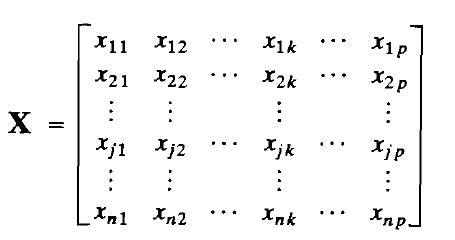 x₁₁ x₁₂ ⋯ x₁ₖ ⋯ x₁ₚ
x₂₁ x₂₂ ⋯ x₂ₖ ⋯ x₂ₚ
⋮ ⋮ ⋮ ⋮
X = xⱼ₁ xⱼ₂ ⋯ xⱼₖ ⋯ xⱼₚ
⋮ ⋮ ⋮ ⋮
xₙ₁ xₙ₂ ⋯ xₙₖ ⋯ xₙₚ